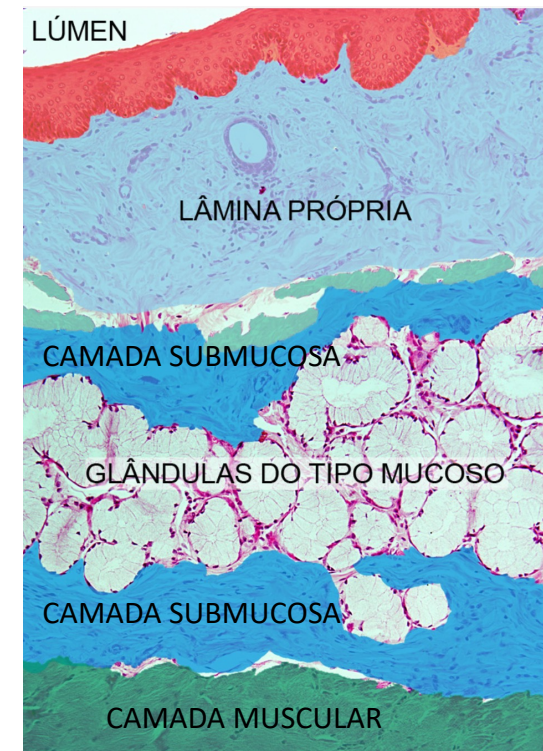 LÚMEN
LÂMINA PRÓPRIA
CAMADA SUBMUCOSA
GLÂNDULAS DO TIPO MUCOSO
CAMADA SUBMUCOSA
CAMADA MUSCULAR